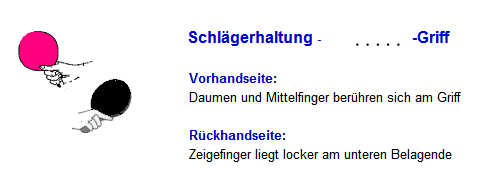 Schlägerhaltung - . . . . . -Griff
Vorhandseite:
Daumen und Mittelfinger berühren sich am Griff
Rückhandseite:
Zeigefinger liegt locker am unteren Belagende